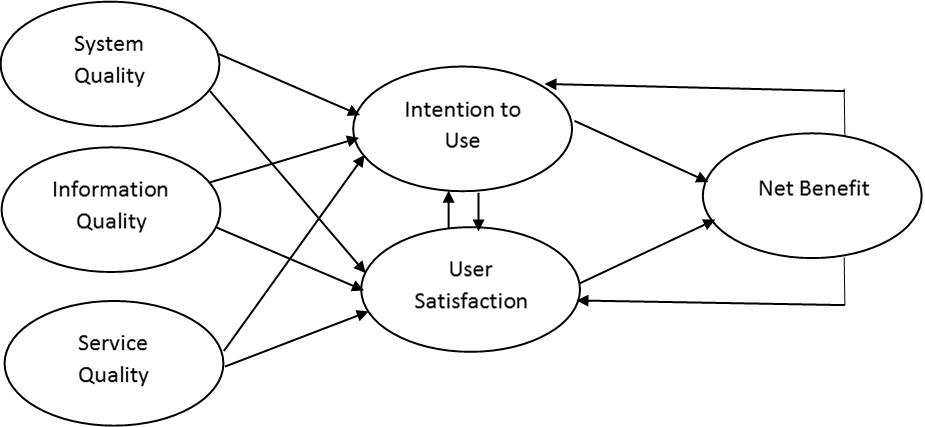 System
Quality
Information
Quality
Service
Quality
Intention to
Use
User
Satisfaction
Net Benefit